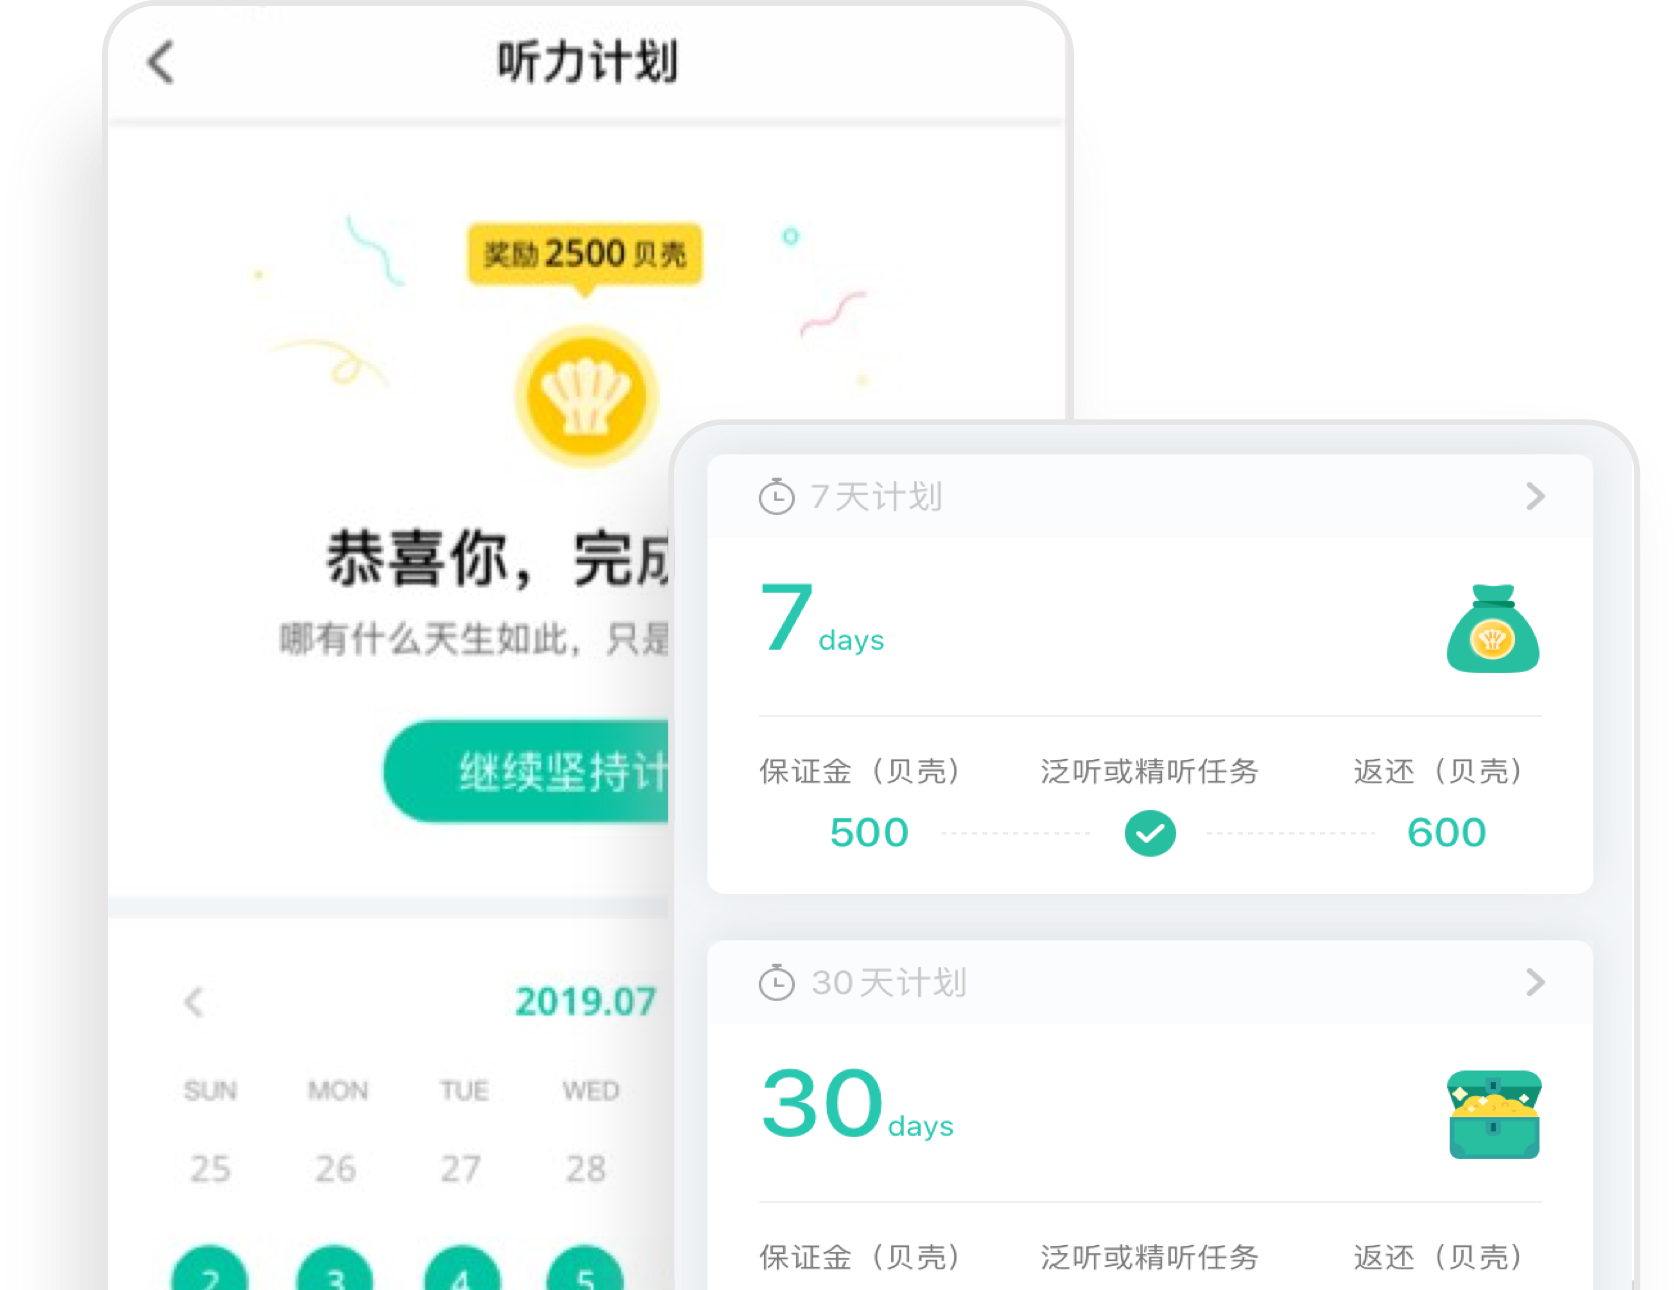 听力计划
奖励 2500 贝壳
恭喜你，完成
哪有什么天生如此，只是
继续坚持计
2019.07
SUN MON TUE WED
25 26 27 28
2 3 4 5
7天计划
7 days
保证金（贝壳） 泛听或精听任务 返还（贝壳）
500 600
30天计划
30 days
保证金（贝壳） 泛听或精听任务 返还（贝壳）